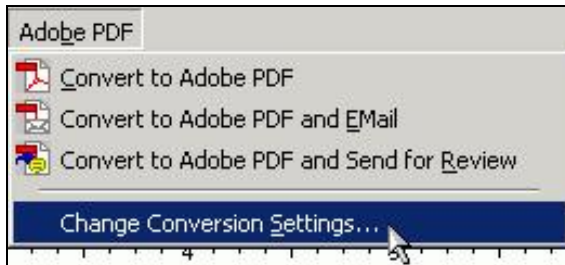 Adobe PDF
Convert to Adobe PDF
Convert to Adobe PDF and EMail
Convert to Adobe PDF and Send for Review
Change Conversion Settings...
4